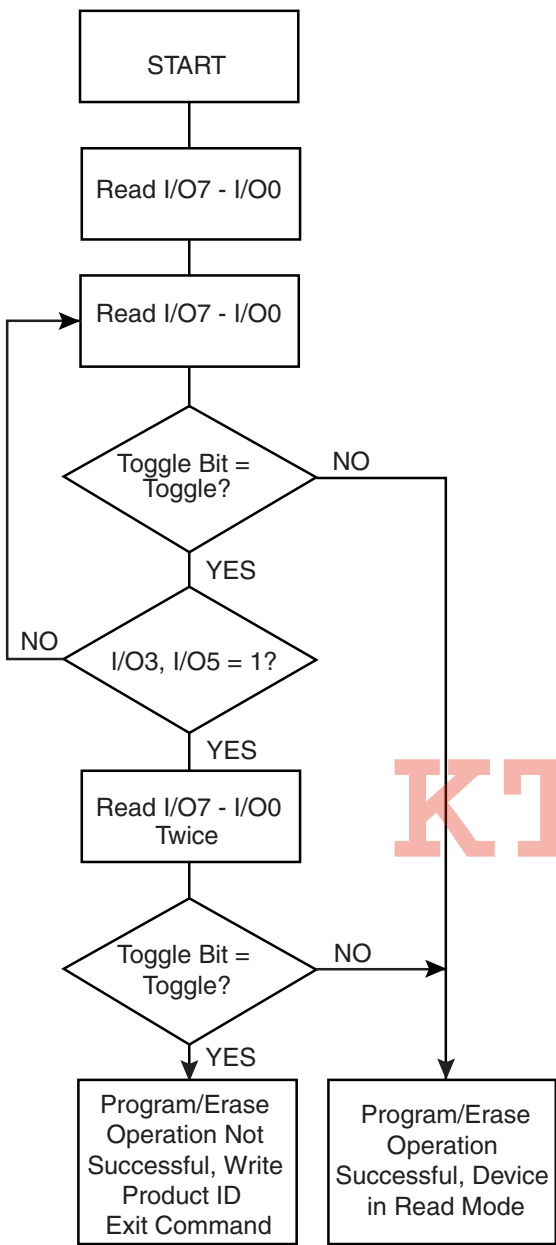 START
Read I/O7 - I/O0
Read I/O7 - I/O0
Toggle Bit =
Toggle?
NO
YES
NO
I/O3, I/O5 = 1?
YES
Read I/O7 - I/O0
Twice
Toggle Bit =
Toggle?
NO
YES
Program/Erase
Operation Not
Successful, Write
Product ID
Exit Command
Program/Erase
Operation
Successful, Device
in Read Mode